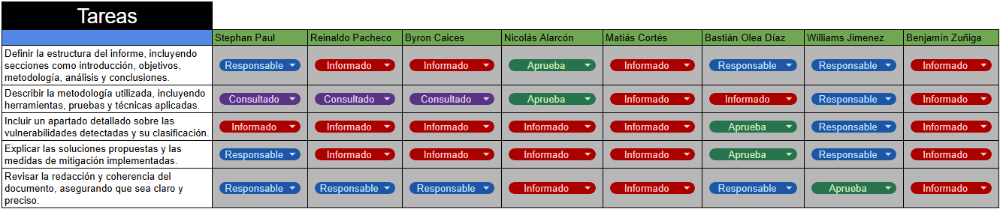 Tareas
Stephan Paul Reinaldo Pacheco Byron Caices Nicolás Alarcón Matiás Cortés Bastián Olea Díaz Williams Jimenez Benjamín Zuñiga
Definir la estructura del informe, incluyendo
secciones como introducción, objetivos,
metodología, análisis y conclusiones.
Responsable Informado Informado Aprueba Informado Responsable Responsable Informado
Describir la metodología utilizada, incluyendo
herramientas, pruebas y técnicas aplicadas.
Consultado Consultado Consultado Aprueba Informado Informado Responsable Informado
Incluir un apartado detallado sobre las
vulnerabilidades detectadas y su clasificación.
Informado Informado Informado Informado Informado Aprueba Responsable Informado
Explicar las soluciones propuestas y las
medidas de mitigación implementadas.
Responsable Informado Informado Informado Informado Aprueba Responsable Informado
Revisar la redacción y coherencia del
documento, asegurando que sea claro y
preciso.
Responsable Responsable Responsable Informado Informado Responsable Aprueba Informado